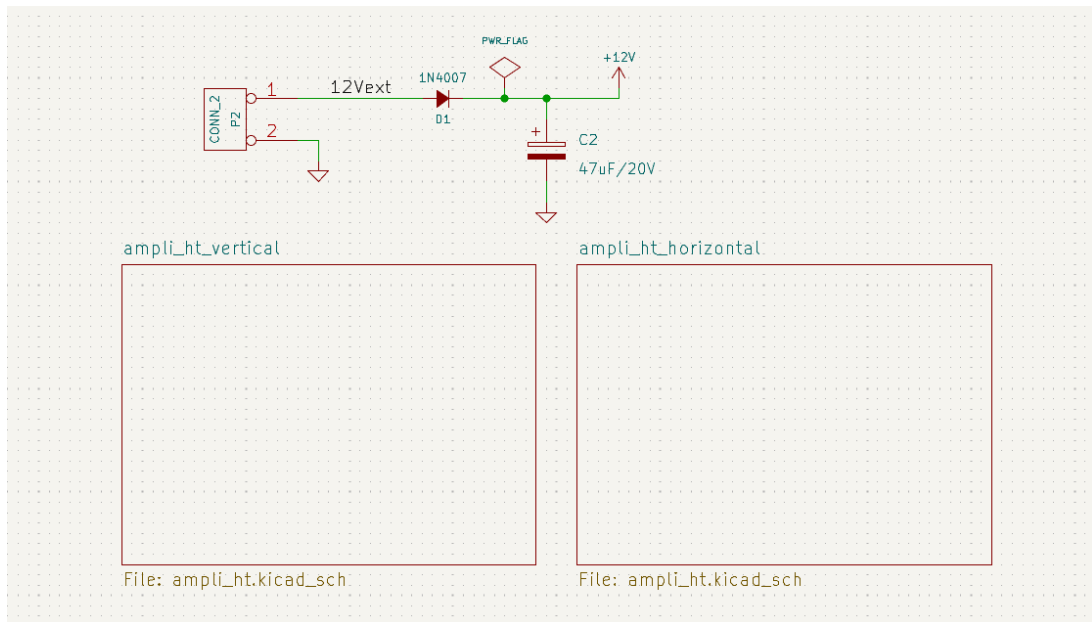 PWR_FLAG
+12V
1N4007
12Vext
1
CONN_2
P2
D1
2
+
C2
47uF/20V
ampli_ht_vertical
ampli_ht_horizontal
File: ampli_ht.kicad_sch
File: ampli_ht.kicad_sch